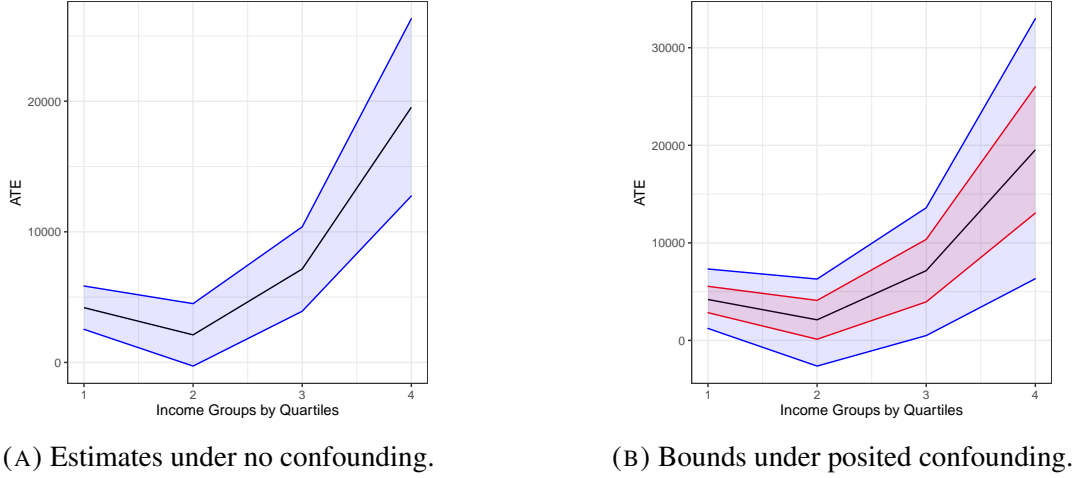 20000
10000
0
ATE
1 2 3 4
Income Groups by Quartiles
(A) Estimates under no confounding.
30000
20000
10000
0
ATE
1 2 3 4
Income Groups by Quartiles
(B) Bounds under posited confounding.